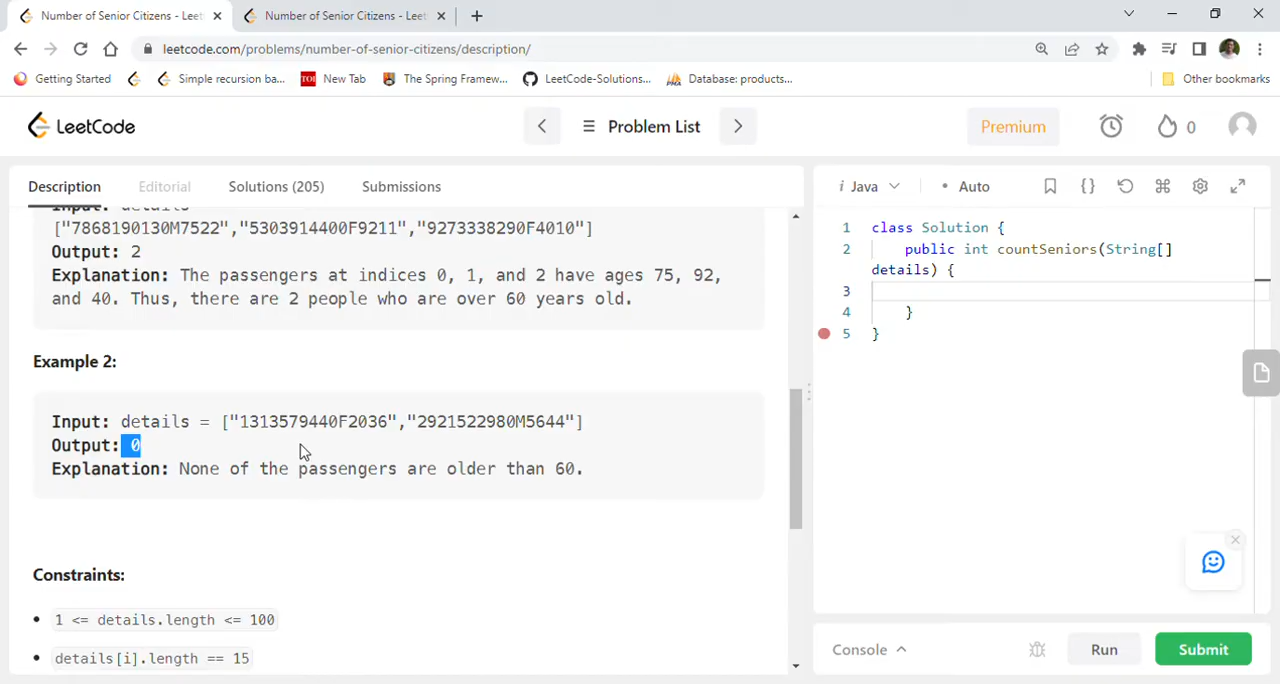 Number of Senior Citizens - Leet
Number of Senior Citizens - Leet
leetcode.com/problems/number-of-senior-citizens/description/
Getting Started
Simple recursion ba...
TOI New Tab
The Spring Framew...
LeetCode-Solutions...
Database: products...
Other bookmarks
LeetCode
Problem List
Premium
0
Description
Editorial
Solutions (205)
Submissions
i Java
• Auto
{}
Input: details
["7868190130M7522","5303914400F9211","9273338290F4010"]
Output: 2
Explanation: The passengers at indices 0, 1, and 2 have ages 75, 92,
and 40. Thus, there are 2 people who are over 60 years old.
Example 2:
Input: details = ["1313579440F2036","2921522980M5644"]
Output: 0
Explanation: None of the passengers are older than 60.
Constraints:
• 1 <= details.length <= 100
• details[i].length == 15
1 class Solution {
2 public int countSeniors(String[]
details) {
3
4 }
5 }
Console
Run
Submit